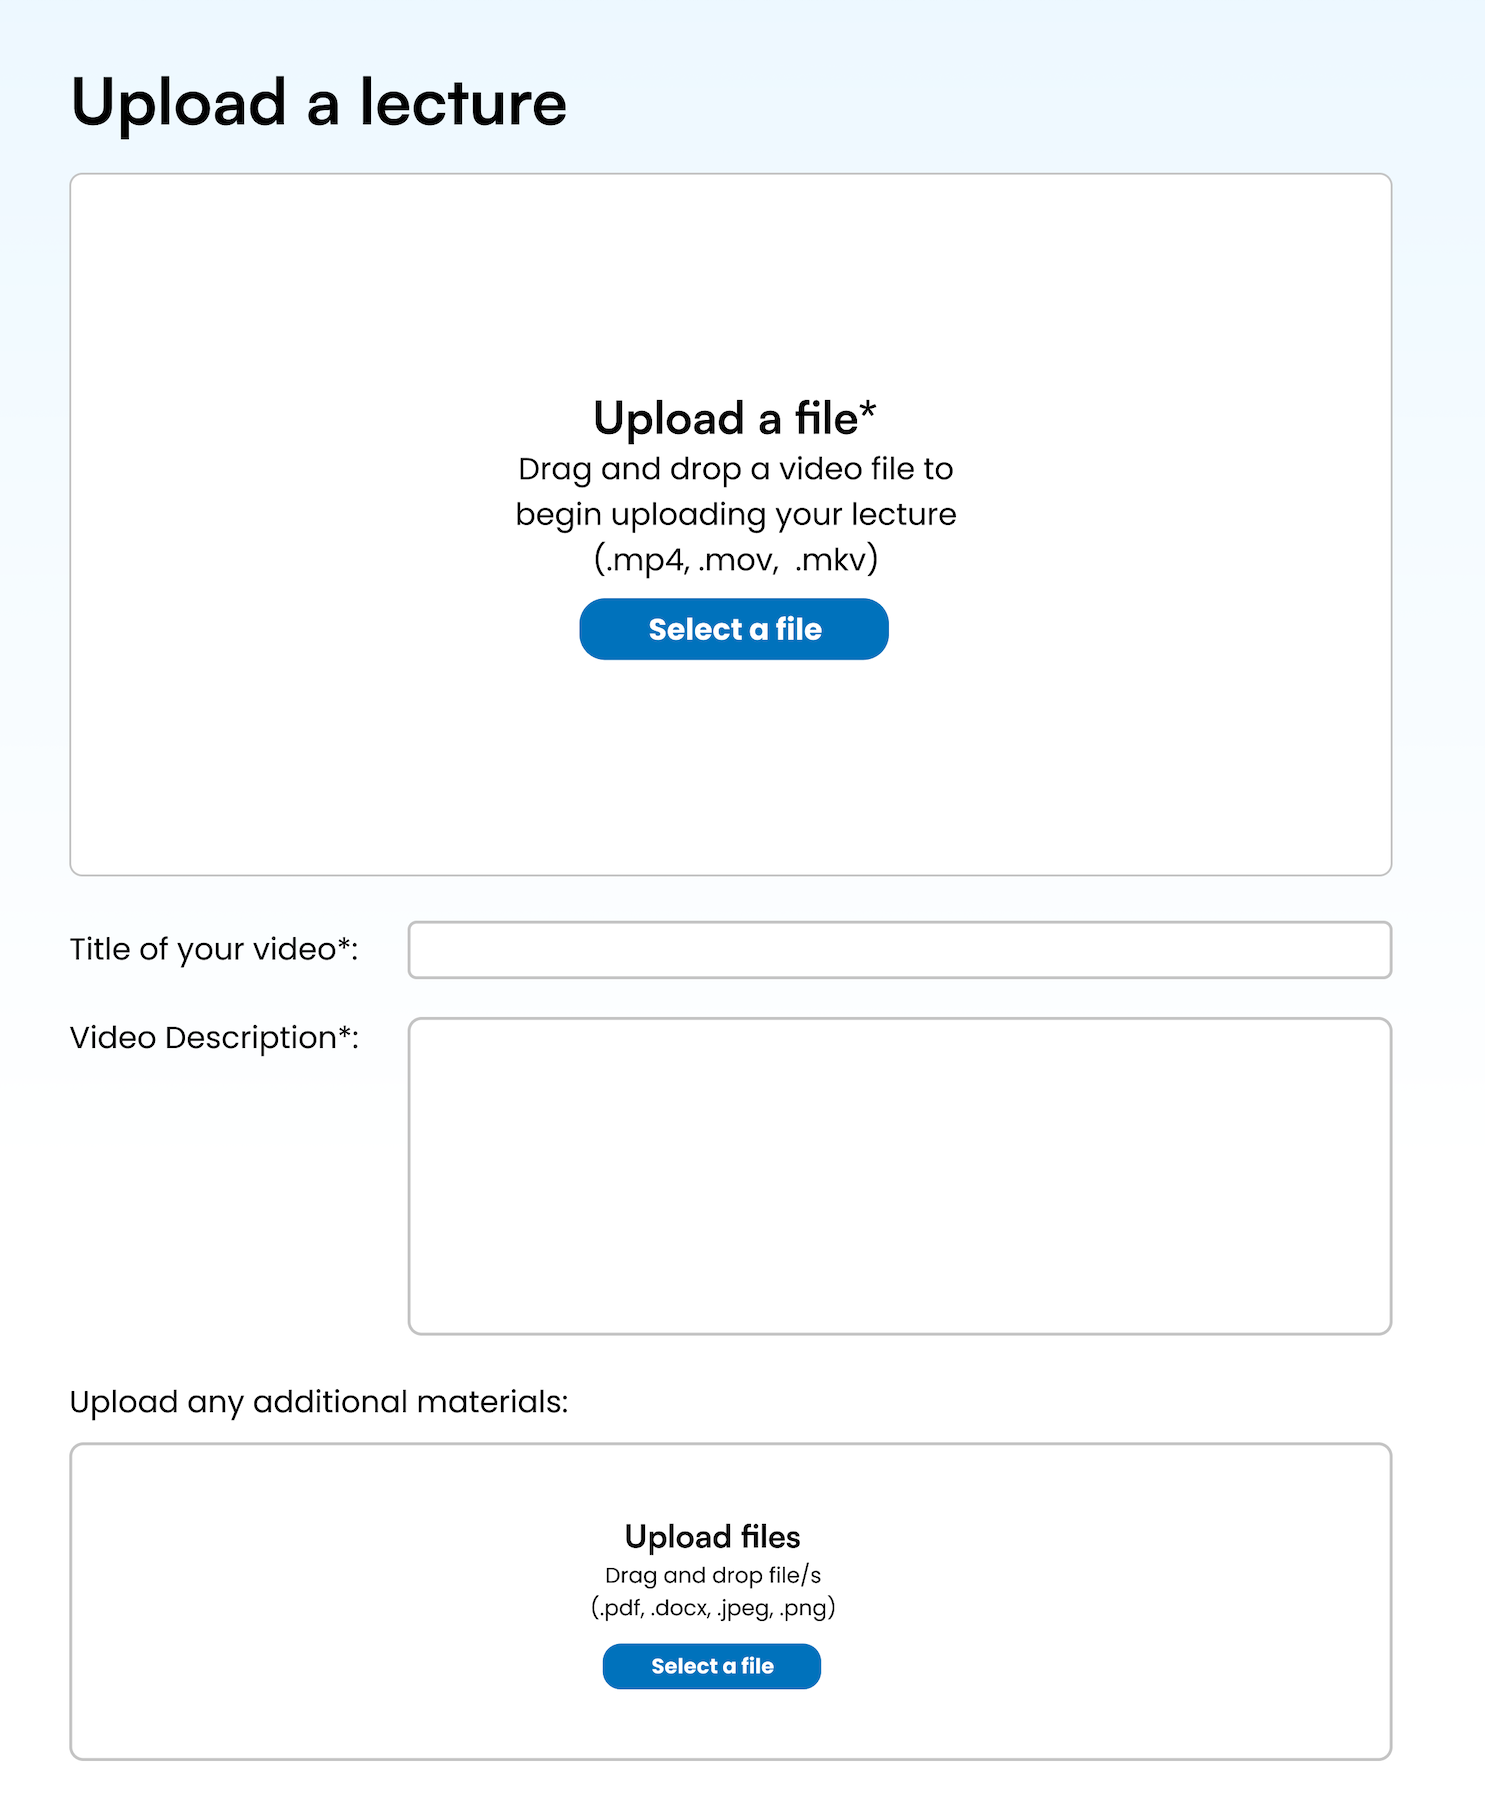 Upload a lecture
Upload a file*
Drag and drop a video file to
begin uploading your lecture
(.mp4, .mov,  .mkv)
Select a file
Title of your video*:
Video Description*:
Upload any additional materials:
Upload files
Drag and drop file/s
(.pdf, .docx, .jpeg, .png)
Select a file